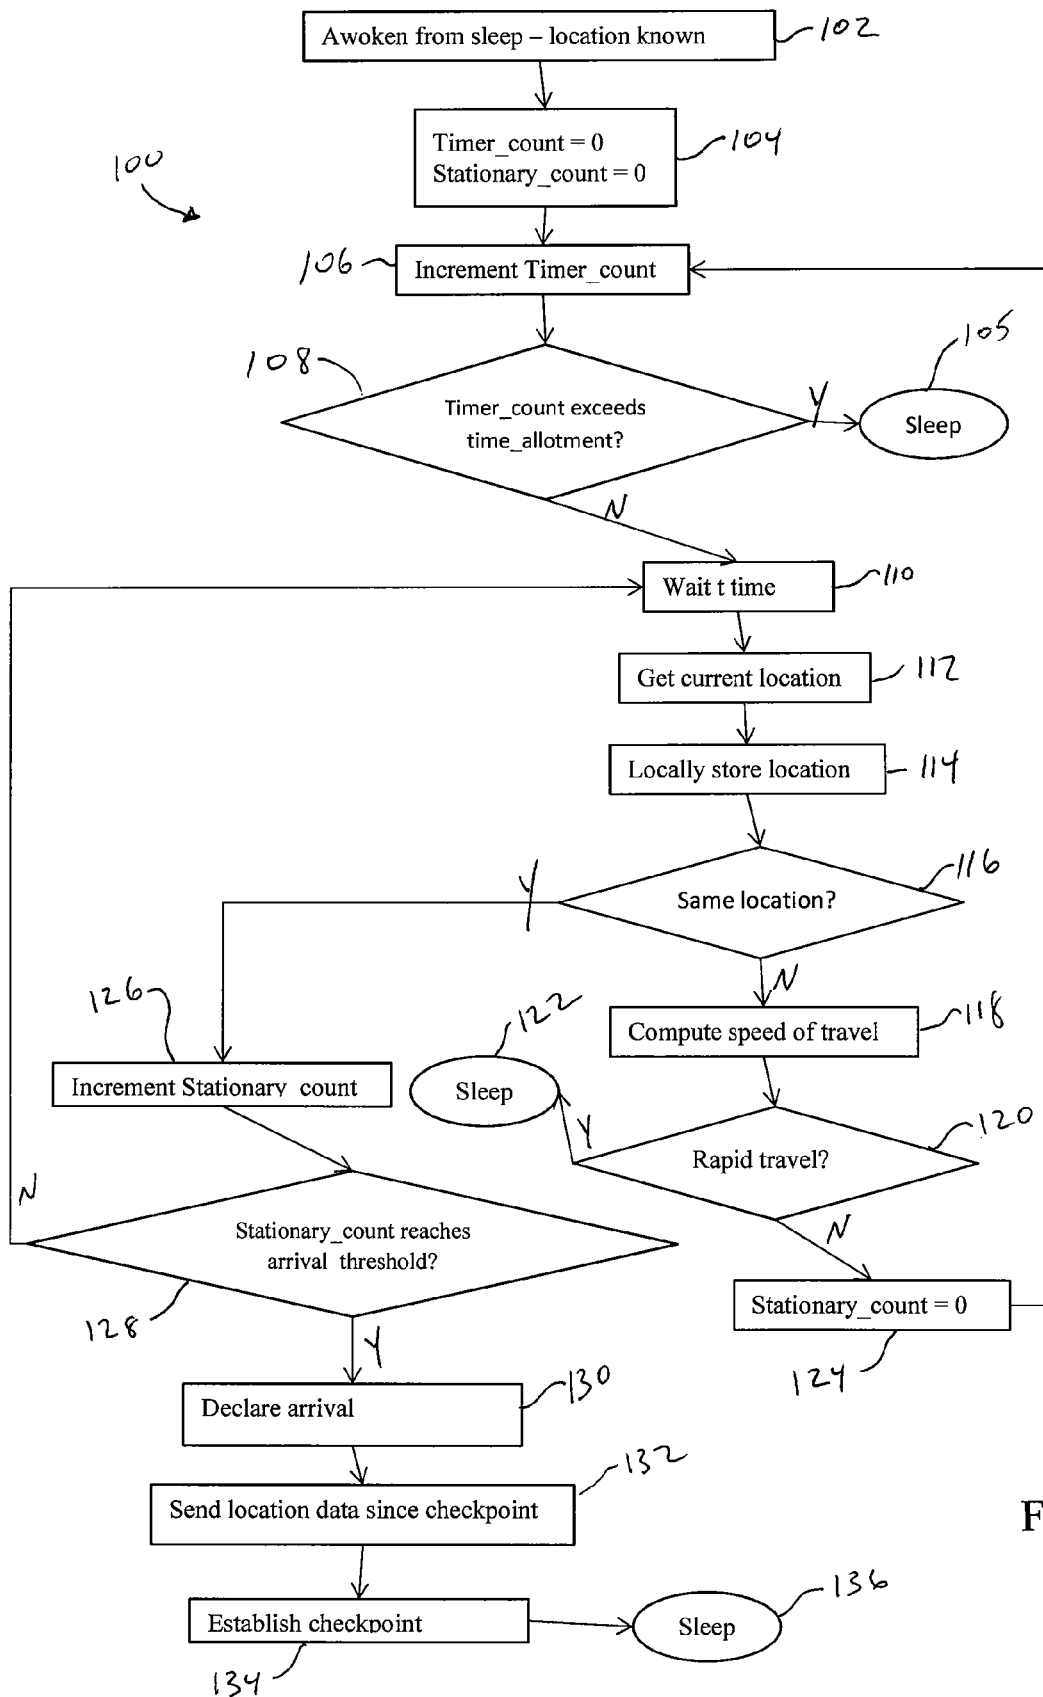 Awoken from sleep – location known
102
Timer_count = 0
Stationary_count = 0
104
100
106
Increment Timer_count
108
Timer_count exceeds
time_allotment?
Y
105
Sleep
N
Wait t time
110
Get current location
112
Locally store location
114
Same location?
116
Y
N
126
122
Compute speed of travel
118
Increment Stationary_count
Sleep
Y
Rapid travel?
120
N
Stationary_count reaches
arrival_threshold?
N
128
Stationary_count = 0
124
Y
Declare arrival
130
Send location data since checkpoint
132
F
Establish checkpoint
134
Sleep
136